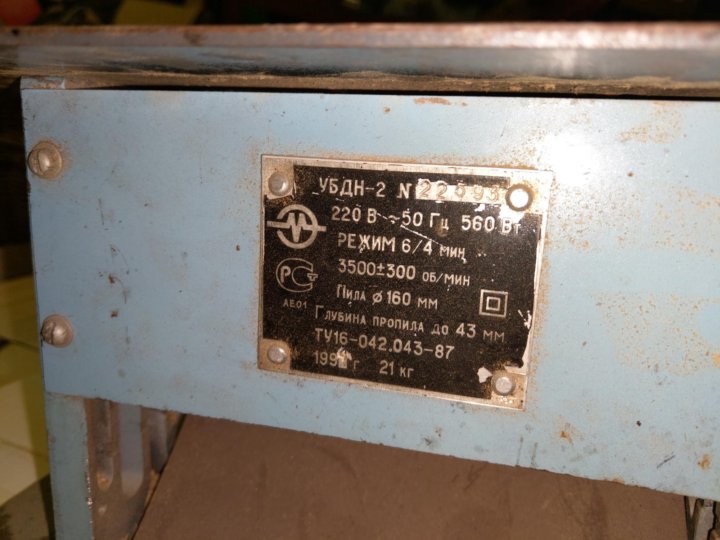 УБДН-2 N 22993
220 В ~50 Гц 560 Вт
РЕЖИМ 6/4 мин
3500±300 об/мин
Пила ø 160 мм
АЕ01
Глубина пропила до 43 мм
ТУ16-042.043-87
г 21 кг